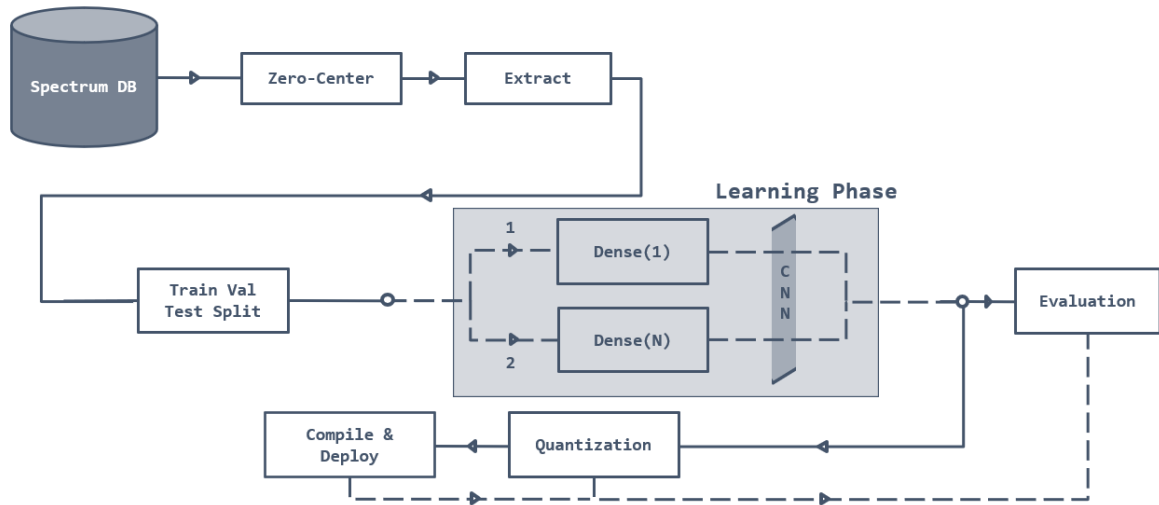 Spectrum DB
Zero-Center
Extract
Learning Phase
1
Dense(1)
C
N
N
Train Val
Test Split
Evaluation
Dense(N)
2
Compile &
Deploy
Quantization